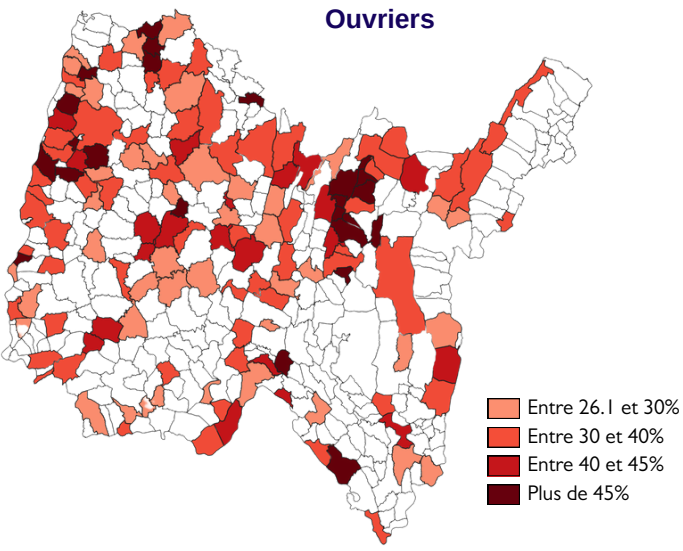 Ouvriers
Entre 26.1 et 30%
Entre 30 et 40%
Entre 40 et 45%
Plus de 45%